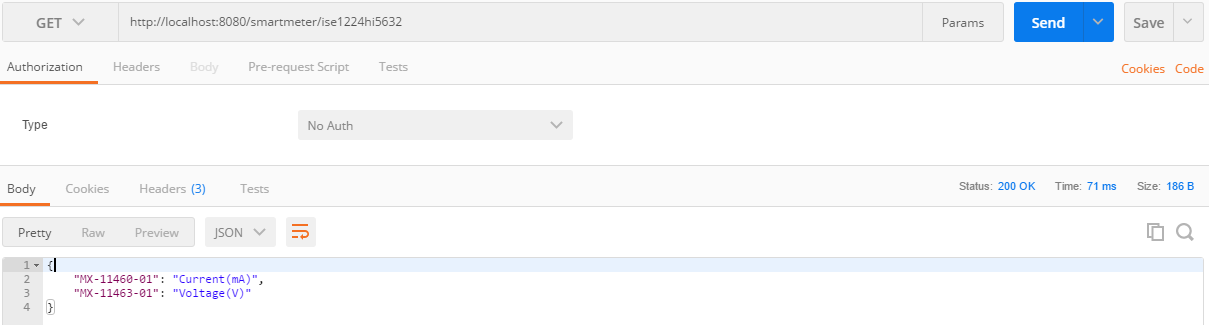 GET http://localhost:8080/smartmeter/ise1224hi5632 Params Send Save
Authorization Headers Body Pre-request Script Tests Cookies Code
Type No Auth
Body Cookies Headers (3) Tests Status: 200 OK Time: 71 ms Size: 186 B
Pretty Raw Preview JSON
1 {
2 "MX-11460-01": "Current(mA)",
3 "MX-11463-01": "Voltage(V)"
4 }